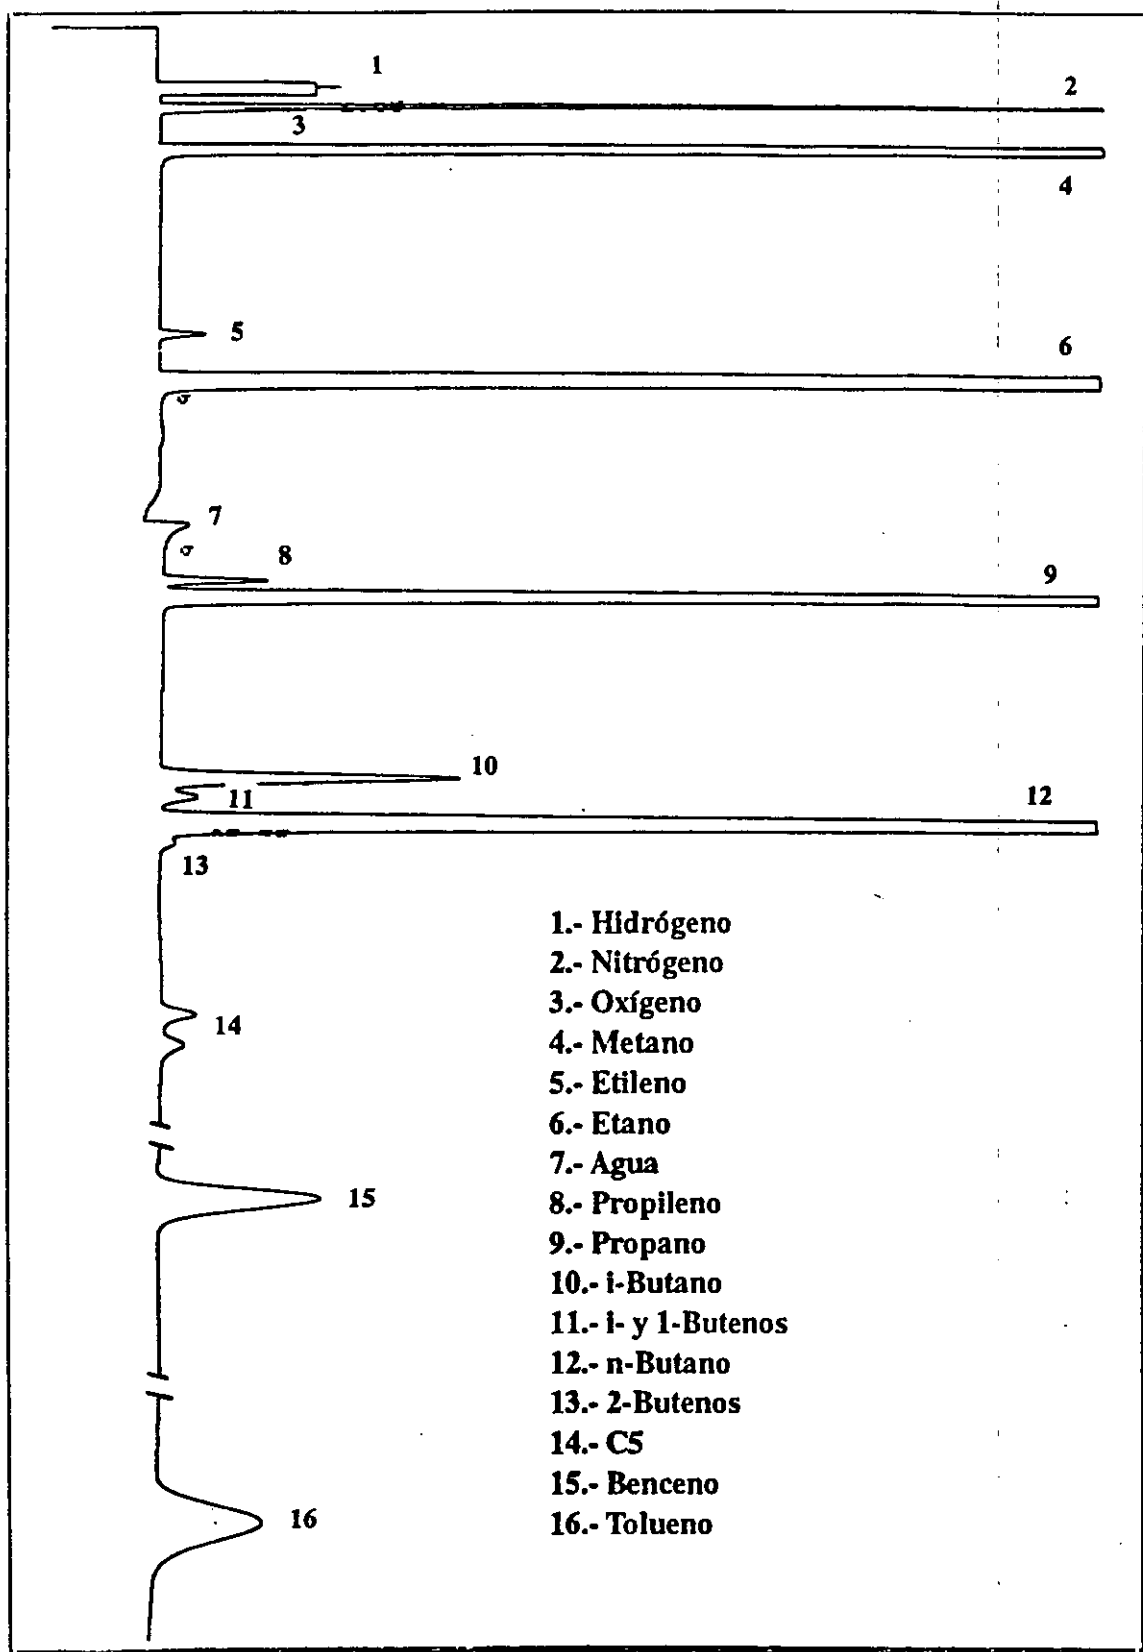 1
2
3
4
5
6
7
8
9
10
11
12
13
14
15
16
1.- Hidrógeno
2.- Nitrógeno
3.- Oxígeno
4.- Metano
5.- Etileno
6.- Etano
7.- Agua
8.- Propileno
9.- Propano
10.- i-Butano
11.- i- y 1-Butenos
12.- n-Butano
13.- 2-Butenos
14.- C5
15.- Benceno
16.- Tolueno